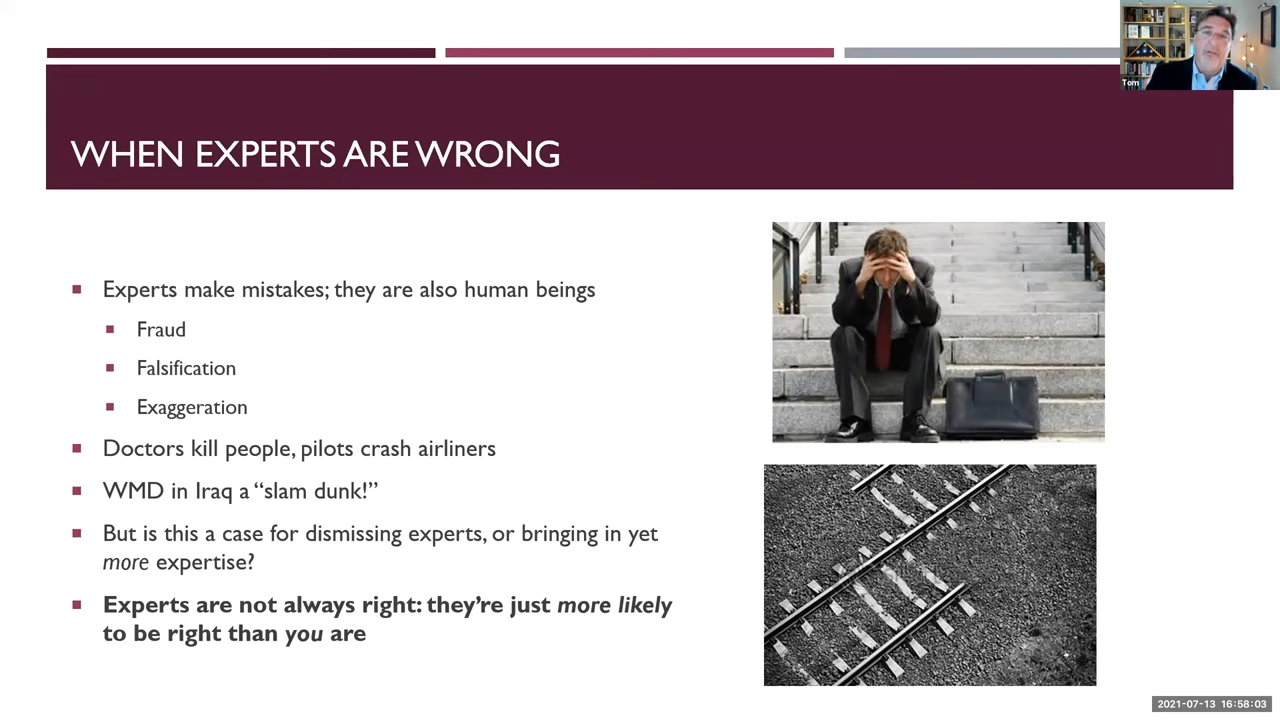 Tom
WHEN EXPERTS ARE WRONG
Experts make mistakes; they are also human beings
Fraud
Falsification
Exaggeration
Doctors kill people, pilots crash airliners
WMD in Iraq a “slam dunk!”
But is this a case for dismissing experts, or bringing in yet
more expertise?
Experts are not always right: they’re just more likely
to be right than you are
2021-07-13 16:58:03